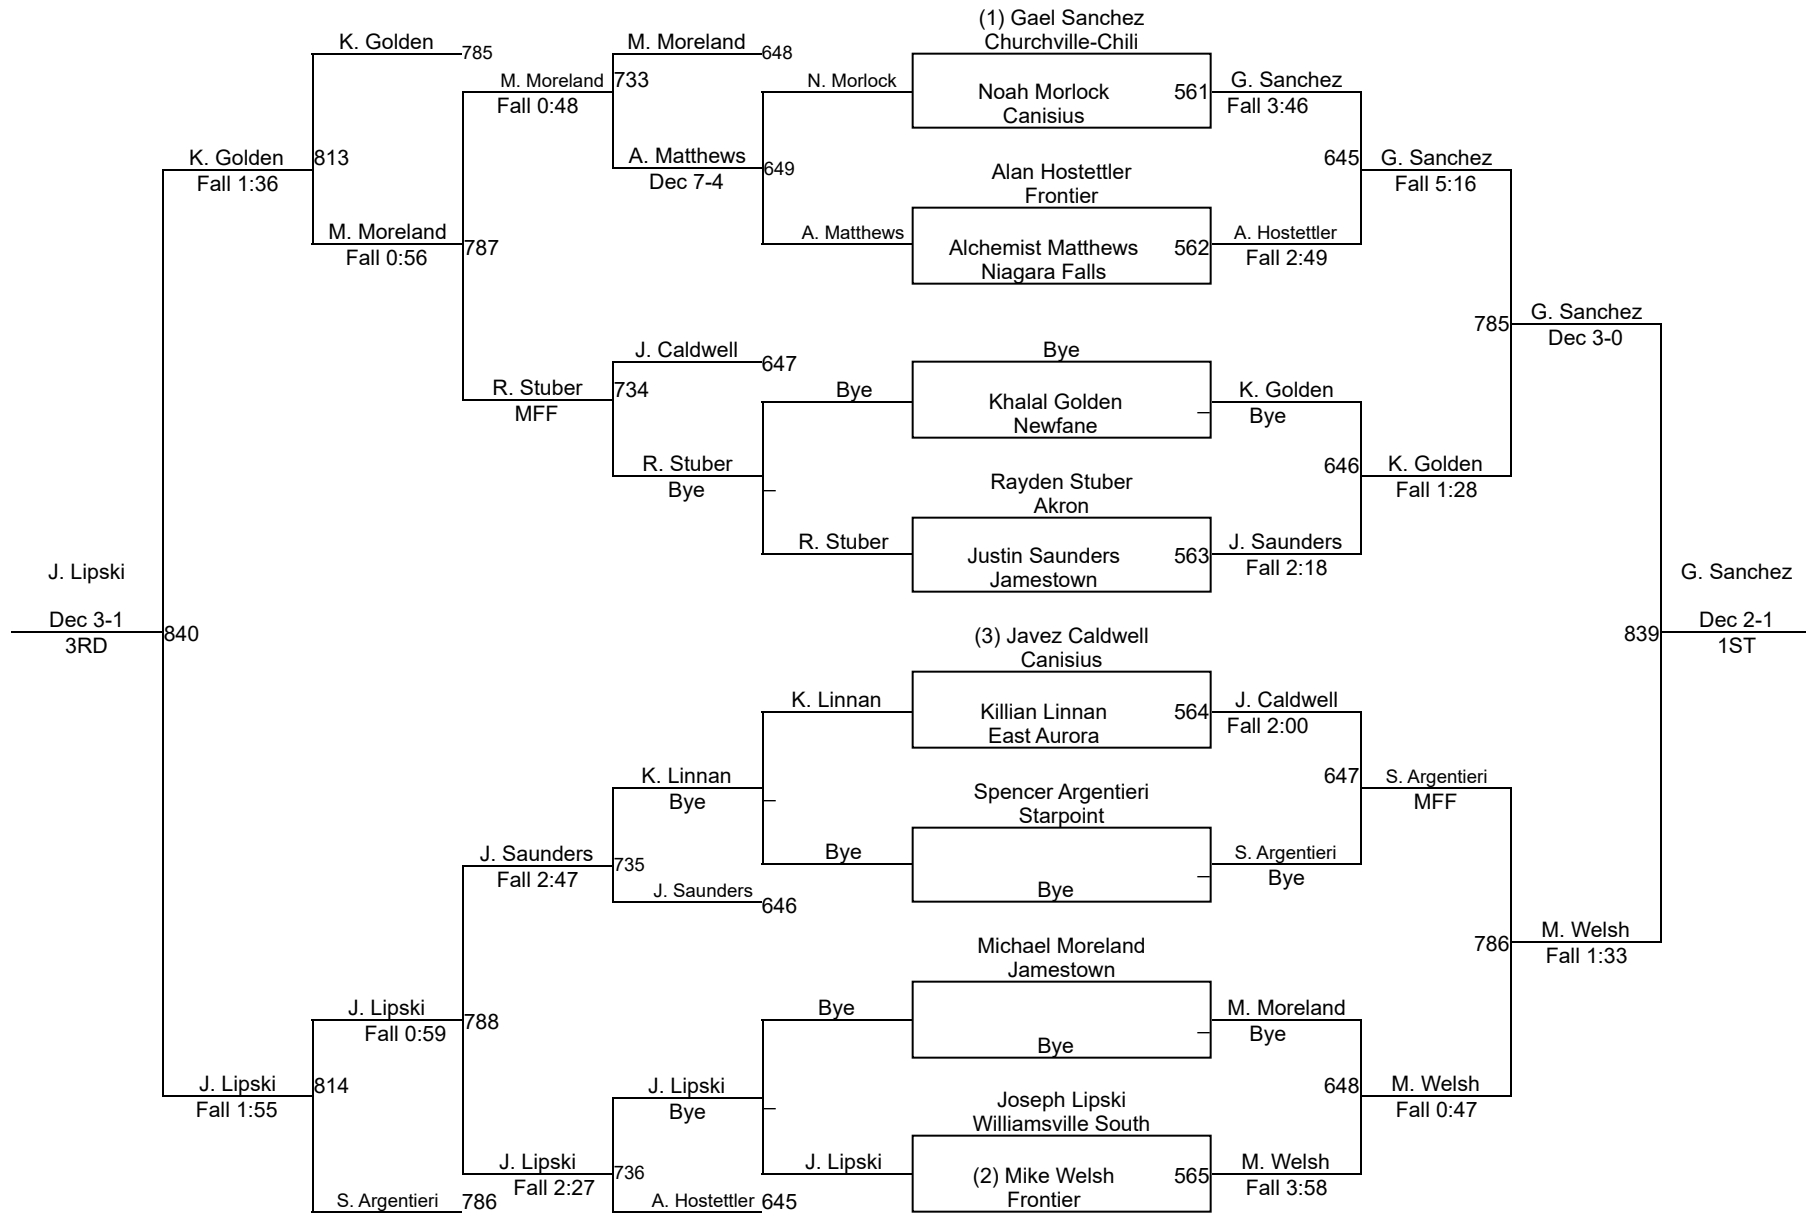 (1) Gael Sanchez
Churchville-Chili
K. Golden
785
M. Moreland
648
M. Moreland
733
Fall 0:48
N. Morlock
Noah Morlock
561
Canisius
G. Sanchez
Fall 3:46
K. Golden
813
Fall 1:36
A. Matthews
649
Dec 7-4
Alan Hostettler
Frontier
645
G. Sanchez
Fall 5:16
M. Moreland
787
Fall 0:56
A. Matthews
Alchemist Matthews
562
Niagara Falls
A. Hostettler
Fall 2:49
785
G. Sanchez
Dec 3-0
J. Caldwell
647
Bye
R. Stuber
734
MFF
Bye
Khalal Golden
Newfane
K. Golden
Bye
R. Stuber
Bye
Rayden Stuber
Akron
646
K. Golden
Fall 1:28
R. Stuber
Justin Saunders
563
Jamestown
J. Saunders
Fall 2:18
J. Lipski
Dec 3-1
3RD
840
(3) Javez Caldwell
Canisius
G. Sanchez
839
Dec 2-1
1ST
K. Linnan
Killian Linnan
564
East Aurora
J. Caldwell
Fall 2:00
K. Linnan
Bye
Spencer Argentieri
Starpoint
647
S. Argentieri
MFF
J. Saunders
735
Fall 2:47
J. Saunders
646
Bye
Bye
S. Argentieri
Bye
Michael Moreland
Jamestown
786
M. Welsh
Fall 1:33
J. Lipski
788
Fall 0:59
Bye
Bye
M. Moreland
Bye
J. Lipski
814
Fall 1:55
J. Lipski
Bye
Joseph Lipski
Williamsville South
648
M. Welsh
Fall 0:47
J. Lipski
736
Fall 2:27
J. Lipski
(2) Mike Welsh
565
Frontier
M. Welsh
Fall 3:58
S. Argentieri
786
A. Hostettler
645